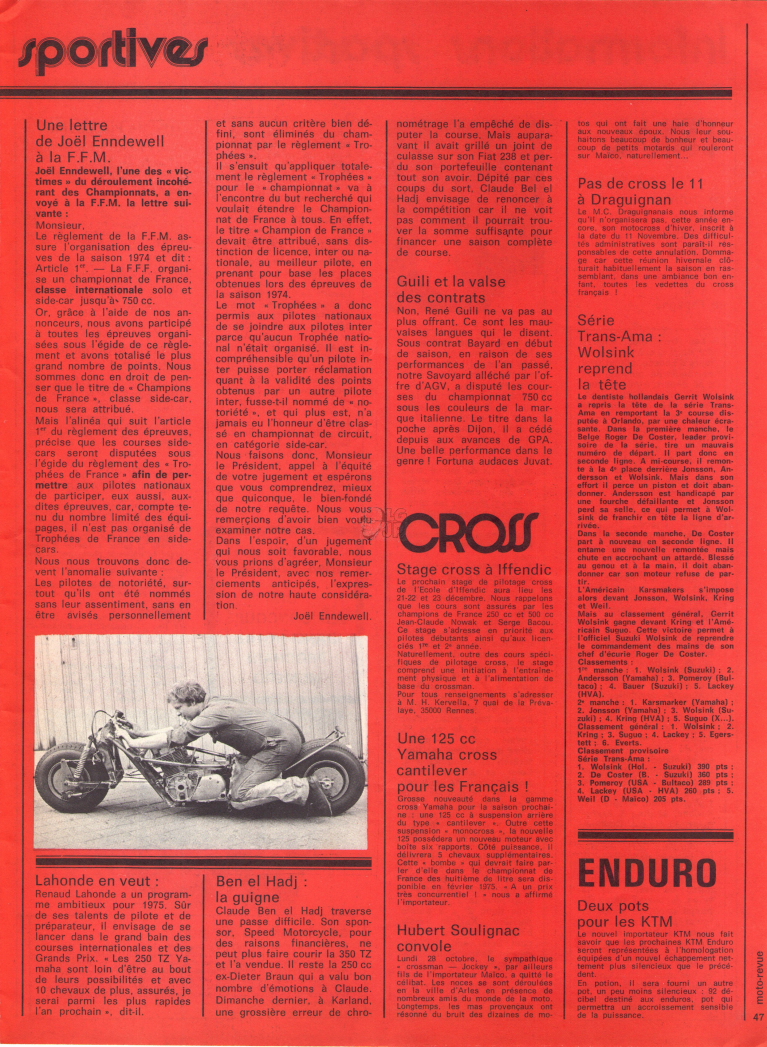 sportives
Une lettre
de Joël Enndewell
à la F.F.M.
Joël Enndewell, l'une des « vic-
times » du déroulement incohé-
rant des Championnats, a en-
voyé à la F.F.M. la lettre sui-
vante :
Monsieur,
Le règlement de la F.M. as-
sure l'organisation des épreu-
ves de la saison 1974 et dit :
Article 1er. — La F.F.F. organi-
se un championnat de France,
classe internationale solo et
side-car jusqu'à 750 cc.
Or, grâce à l'aide de nos an-
nonceurs, nous avons participé
à toutes les épreuves organi-
sées sous l'égide de ce règle-
ment et avons totalisé le plus
grand nombre de points. Nous
sommes donc en droit de pen-
ser que le titre de « Champions
de France », classe side-car,
nous sera attribué.
Mais l'alinéa qui suit l'article
1er du règlement des épreuves,
précise que les courses side-
cars seront disputées sous
l'égide du règlement des « Tro-
phées de France » afin de per-
mettre aux pilotes nationaux
de participer, eux aussi, aux-
dites épreuves, car, compte te-
nu du nombre limité des équi-
pages, il n'est pas organisé de
Trophées de France en side-
cars.
Nous nous trouvons donc de-
vent l'anomalie suivante :
Les pilotes de notoriété, sur-
tout qu'ils ont été nommés
sans leur assentiment, sans en
être avisés personnellement
et sans aucun critère bien dé-
fini, sont éliminés du cham-
pionnat par le règlement « Tro-
phées ».
Il s'ensuit qu'appliquer totale-
ment le règlement « Trophées »
pour le « championnat » va à
l'encontre du but recherché qui
voulait étendre le Champion-
nat de France à tous. En effet,
le titre « Champion de France »
devait être attribué, sans dis-
tinction de licence, inter ou na-
tionale, au meilleur pilote, en
prenant pour base les places
obtenues lors des épreuves de
la saison 1974.
Le mot « Trophées » a donc
permis aux pilotes nationaux
de se joindre aux pilotes inter
parce qu'aucun Trophée natio-
nal n'était organisé. Il est in-
compréhensible qu'un pilote in-
ter puisse porter réclamation
quant à la validité des points
obtenus par un autre pilote
Inter, fusse-t-il nommé de « no-
toriété », et qui plus est, n'a
jamais eu l'honneur d'être clas-
sé en championnat de circuit,
en catégorie side-car.
Nous faisons donc, Monsieur
le Président, appel à l'équité
de votre jugement et espérons
que vous comprendrez, mieux
que quiconque, le bien-fondé
de notre requête. Nous vous
remerçions d'avoir bien voulu
examiner notre cas.
Dans l'espoir, d'un jugement
qui nous soit favorable, nous
vous prions d'agréer, Monsieur
le Président, avec nos remer-
ciements anticipés, l'expres-
sion de notre haute considéra-
tion.
Joël Enndewell.
Lahonde en veut :
Renaud Lahonde a un program-
me ambitieux pour 1975. Sûr
de ses talents de pilote et de
préparateur, il envisage de se
lancer dans le grand bain des
courses internationales et des
Grands Prix. « Les 250 TZ Ya-
maha sont loin d'être au bout
de leurs possibilités et avec
10 chevaux de plus, assurés, je
serai parmi les plus rapides
l'an prochain », dit-il.
Ben el Hadj :
la guigne
Claude Ben el Hadj traverse
une passe difficile. Son spon-
sor, Speed Motorcycle, pour
des raisons financières, ne
peut plus faire courir la 350 TZ
et l'a vendue. Il reste la 250 cc
ex-Dieter Braun qui a valu bon
nombre d'émotions à Claude.
Dimanche dernier, à Karland,
une grossière erreur de chro-
nométrage l'a empêché de dis-
puter la course. Mais aupara-
vant il avait grillé un joint de
culasse sur son Fiat 238 et per-
du son portefeuille contenant
tout son avoir. Dépité par ces
coups du sort, Claude Bel el
Hadj envisage de renoncer à
la compétition car il ne voit
pas comment il pourrait trou-
ver la somme suffisante pour
financer une saison complète
de course.
Guili et la valse
des contrats
Non, René Guili ne va pas au
plus offrant. Ce sont les mau-
vaises langues qui le disent.
Sous contrat Bayard en début
de saison, en raison de ses
performances de l'an passé,
notre Savoyard alléché par l'of-
fre d'AGV, a disputé les cour-
ses du championnat 750 cc
sous les couleurs de la mar-
que italienne. Le titre dans la
poche après Dijon, il a cédé
depuis aux avances de GPA.
Une belle performance dans le
genre ! Fortuna audaces Juvat.
CROSS
Stage cross à Iffendic
Le prochain stage de pilotage cross
de l'Ecole d'Iffendic aura lieu les
21-22 et 23 décembre. Nous rappelons
que les cours sont assurés par les
champions de France 250 cc et 500 cc
Jean-Claude Nowak et Serge Bacou.
Ce stage s'adresse en priorité aux
pilotes débutants ainsi qu'aux licen-
ciés 1re et 2e année.
Naturellement, outre des cours spéci-
fiques de pilotage cross, le stage
comprend une initiation à l'entraîne-
ment physique et à l'alimentation de
base du crossman.
Pour tous renseignements s'adresser
à M. H. Kervella, 7 quai de la Préva-
laye, 35000 Rennes.
Une 125 cc
Yamaha cross
cantilever
pour les Français !
Grosse nouveauté dans la gamme
cross Yamaha pour la saison prochai-
ne : une 125 cc à suspension arrière
du type « cantilever ». Outre cette
suspension « monocross », la nouvelle
125 possédera un nouveau moteur avec
boîte six rapports. Côté puissance, il
délivrera 5 chevaux supplémentaires.
Cette « bombe » qui devrait faire par-
ler d'elle dans le championnat de
France des huitième de litre sera dis-
ponible en février 1975. « A un prix
très concurrentiel ! » nous a affirmé
l'importateur.
Hubert Soulignac
convole
Lundi 28 octobre, le sympathique
« crossman — Jockey », par ailleurs
fils de l'importateur Maïco, a quitté le
célibat. Les noces se sont déroulées
en la ville d'Arles en présence de
nombreux amis du monde de la moto.
Longtemps, les mas provençaux ont
résonné du bruit des dizaines de mo-
tos qui ont fait une haie d'honneur
aux nouveaux époux. Nous leur sou-
haitons beaucoup de bonheur et beau-
coup de petits motards qui rouleront
sur Maïco, naturellement...
Pas de cross le 11
à Draguignan
Le M.C. Draguignanais nous informe
qu'il n'organisera pas, cette année en-
core, son motocross d'hiver, inscrit à
la date du 11 Novembre. Des difficul-
tés administratives sont paraît-il res-
ponsables de cette annulation. Domma-
ge car cette réunion hivernale clô-
turait habituellement la saison en ras-
semblant, dans une ambiance bon en-
fant, toutes les vedettes du cross
français !
Série
Trans-Ama :
Wolsink
reprend
la tête
Le dentiste hollandais Gerrit Wolsink
a repris la tête de la série Trans-
Ama en remportant la 3e course dis-
putée à Orlando, par une chaleur écra-
sante. Dans la première manche, le
Belge Roger De Coster, leader provi-
soire de la série, tire un mauvais
numéro de départ. Il part donc en
seconde ligne. A mi-course, il remon-
te à la 4e place derrière Jonsson, An-
dersson et Wolsink. Mais dans son
effort il perce un piston et doit aban-
donner. Andersson est handicapé par
une fourche défaillante et Jonsson
perd sa selle, ce qui permet à Wol-
sink de franchir en tête la ligne d'ar-
rivée.
Dans la seconde manche, De Coster
part à nouveau en seconde ligne. Il
entame une nouvelle remontée mais
chute en accrochant un attardé. Blessé
au genou et à la main, il doit aban-
donner car son moteur refuse de par-
tir.
L'Américain Karsmakers s'impose
alors devant Jonsson, Wolsink, Kring
et Weil.
Mais au classement général, Gerrit
Wolsink gagne devant Kring et l'Amé-
ricain Suguo. Cette victoire permet à
l'officiel Suzuki Wolsink de reprendre
le commandement des mains de son
chef d'écurie Roger De Coster.
Classements :
1re manche : 1. Wolsink (Suzuki) ; 2.
Andersson (Yamaha) ; 3. Pomeroy (Bul-
taco) ; 4. Bauer (Suzuki) ; 5. Lackey
(HVA).
2e manche : 1. Karsmarker (Yamaha) ;
2. Jonsson (Yamaha) ; 3. Wolsink (Su-
zuki) ; 4. Kring (HVA) ; 5. Suguo (X...).
Classement général : 1. Wolsink ; 2.
Kring ; 3. Suguo ; 4. Lackey ; 5. Egers-
tett ; 6. Everts.
Classement provisoire
Série Trans-Ama :
1. Wolsink (Hol. - Suzuki) 390 pts ;
2. De Coster (B. - Suzuki) 360 pts ;
3. Pomeroy (USA - Bultaco) 289 pts ;
4. Lackey (USA - HVA) 260 pts ; 5.
Weil (D - Maïco) 205 pts.
ENDURO
Deux pots
pour les KTM
Le nouvel importateur KTM nous fait
savoir que les prochaines KTM Enduro
seront représentées à l'homologation
équipées d'un nouvel échappement net-
tement plus silencieux que le précé-
dent.
En potion, il sera fourni un autre
pot, un peu moins silencieux : 92 dé-
cibel destiné aux enduros, pot qui
permettra un accroissement sensible
de la puissance.
moto-revue
47